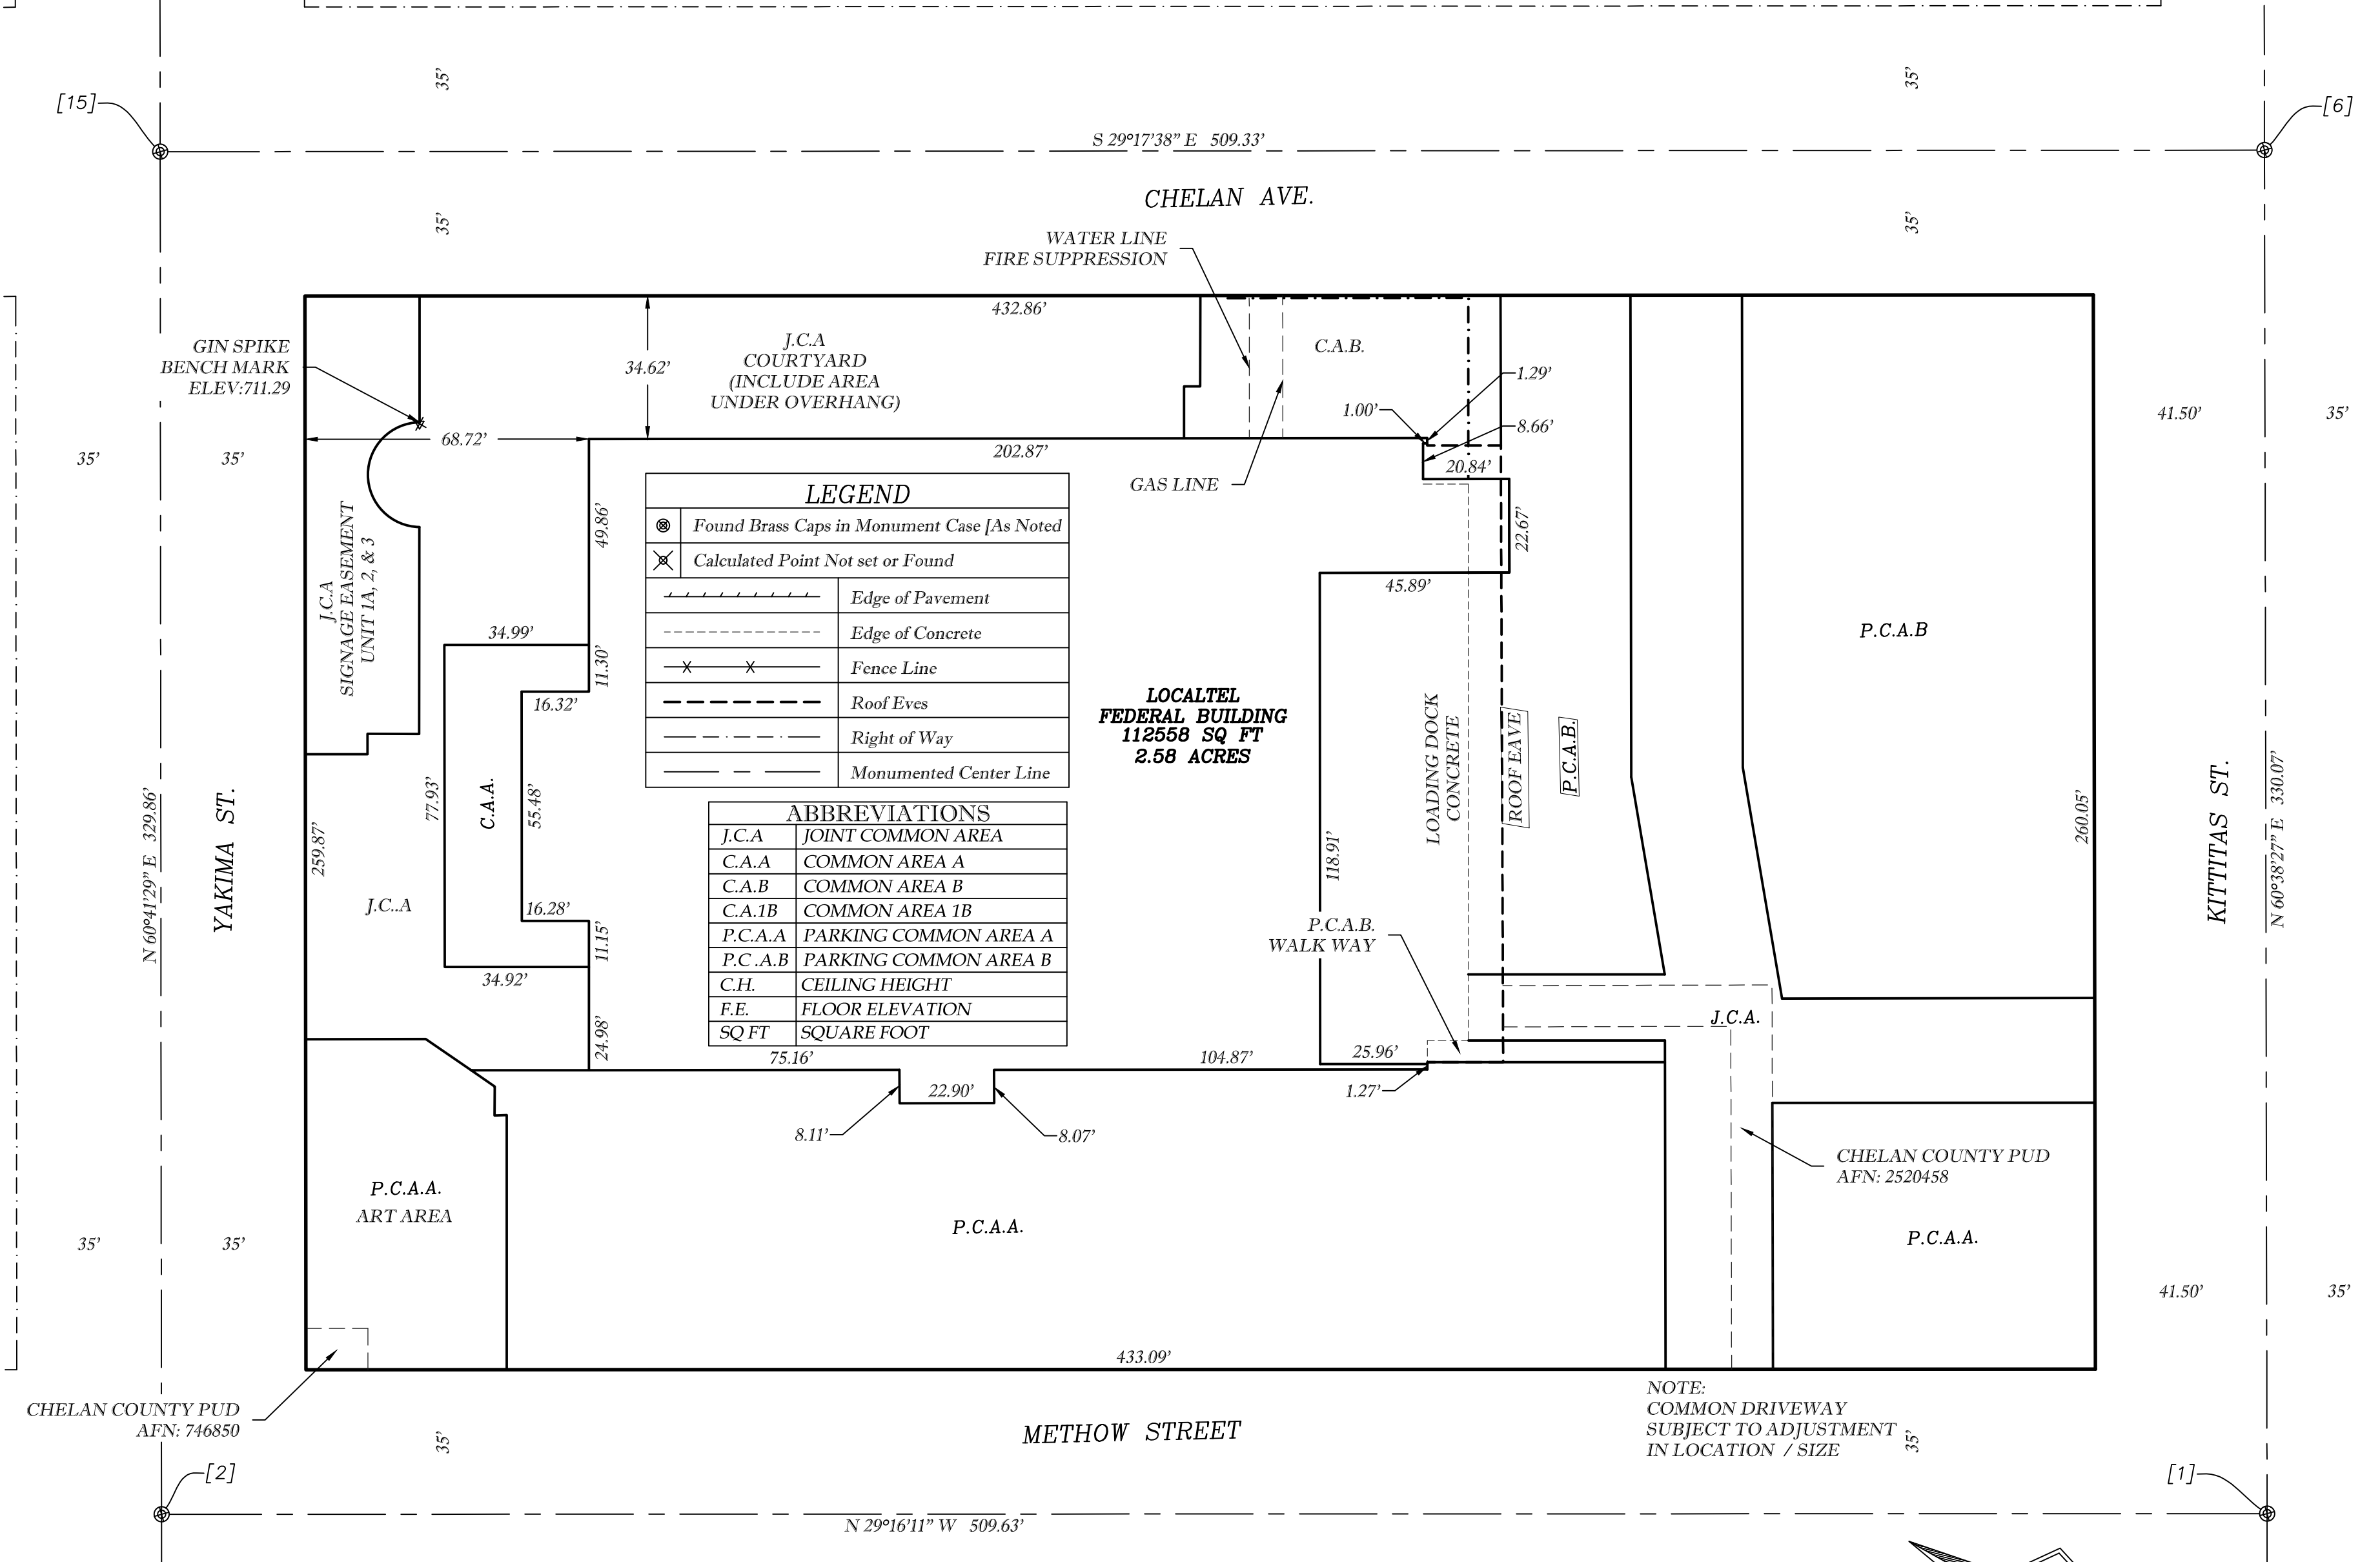 35'
35'
[15]
[6]
S 29°17'38" E 509.33'
CHELAN AVE.
35'
35'
WATER LINE
FIRE SUPPRESSION
432.86'
GIN SPIKE
BENCH MARK
ELEV:711.29
34.62'
J.C.A
COURTYARD
(INCLUDE AREA
UNDER OVERHANG)
C.A.B.
1.29'
1.00'
8.66'
41.50'
35'
35'
35'
68.72'
202.87'
20.84'
GAS LINE
22.67'
45.89'
49.86'
J.C.A
SIGNAGE EASEMENT
UNIT 1A, 2, & 3
LEGEND
Found Brass Caps in Monument Case [As Noted
Calculated Point Not set or Found
Edge of Pavement
Edge of Concrete
Fence Line
Roof Eves
Right of Way
Monumented Center Line
34.99'
11.30'
16.32'
C.A.A.
77.93'
55.48'
16.28'
11.15'
34.92'
24.98'
J.C..A
LOCALTEL
FEDERAL BUILDING
112558 SQ FT
2.58 ACRES
P.C.A.B
LOADING DOCK
CONCRETE
ROOF EAVE
P.C.A.B.
118.91'
YAKIMA ST.
N 60°41'29" E 329.86'
259.87'
260.05'
KITTITAS ST.
N 60°38'27" E 330.07'
ABBREVIATIONS
J.C.A JOINT COMMON AREA
C.A.A COMMON AREA A
C.A.B COMMON AREA B
C.A.1B COMMON AREA 1B
P.C.A.A PARKING COMMON AREA A
P.C .A.B PARKING COMMON AREA B
C.H. CEILING HEIGHT
F.E. FLOOR ELEVATION
SQ FT SQUARE FOOT
P.C.A.B.
WALK WAY
J.C.A.
75.16'
104.87'
25.96'
22.90'
1.27'
8.11'
8.07'
CHELAN COUNTY PUD
AFN: 2520458
P.C.A.A.
ART AREA
P.C.A.A.
P.C.A.A.
35'
35'
41.50'
35'
433.09'
CHELAN COUNTY PUD
AFN: 746850
NOTE:
COMMON DRIVEWAY
SUBJECT TO ADJUSTMENT
IN LOCATION / SIZE
METHOW STREET
35'
35'
[2]
[1]
N 29°16'11" W 509.63'